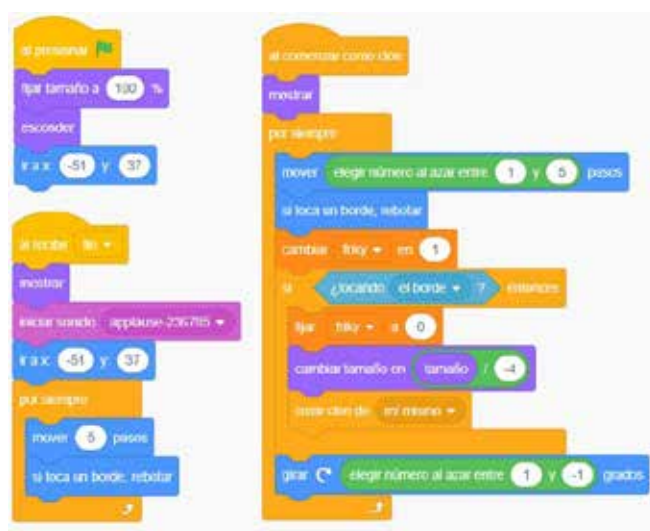 al presionar
fijar tamaño a 100 %
esconder
ir a x: -51 y: 37
al recibir fin
mostrar
iniciar sonido applause-236785
ir a x: -51 y: 37
por siempre
mover 5 pasos
si toca un borde, rebotar
al comenzar como clon
mostrar
por siempre
mover elegir número al azar entre 1 y 5 pasos
si toca un borde, rebotar
cambiar friky en 1
si ¿tocando el borde ? entonces
fijar friky a 0
cambiar tamaño en tamaño / -4
crear clon de mí mismo
girar elegir número al azar entre 1 y -1 grados